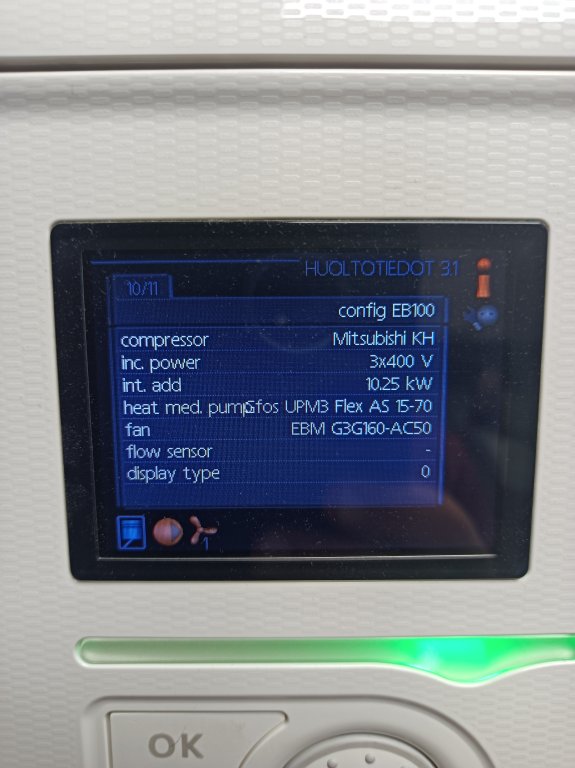 HUOLTOTIEDOT 3.1
10/11
config EB100
compressor Mitsubishi KH
inc. power 3x400 V
int. add 10.25 kW
heat med. pump Gfos UPM3 Flex AS 15-70
fan EBM G3G160-AC50
flow sensor -
display type 0
1
OK